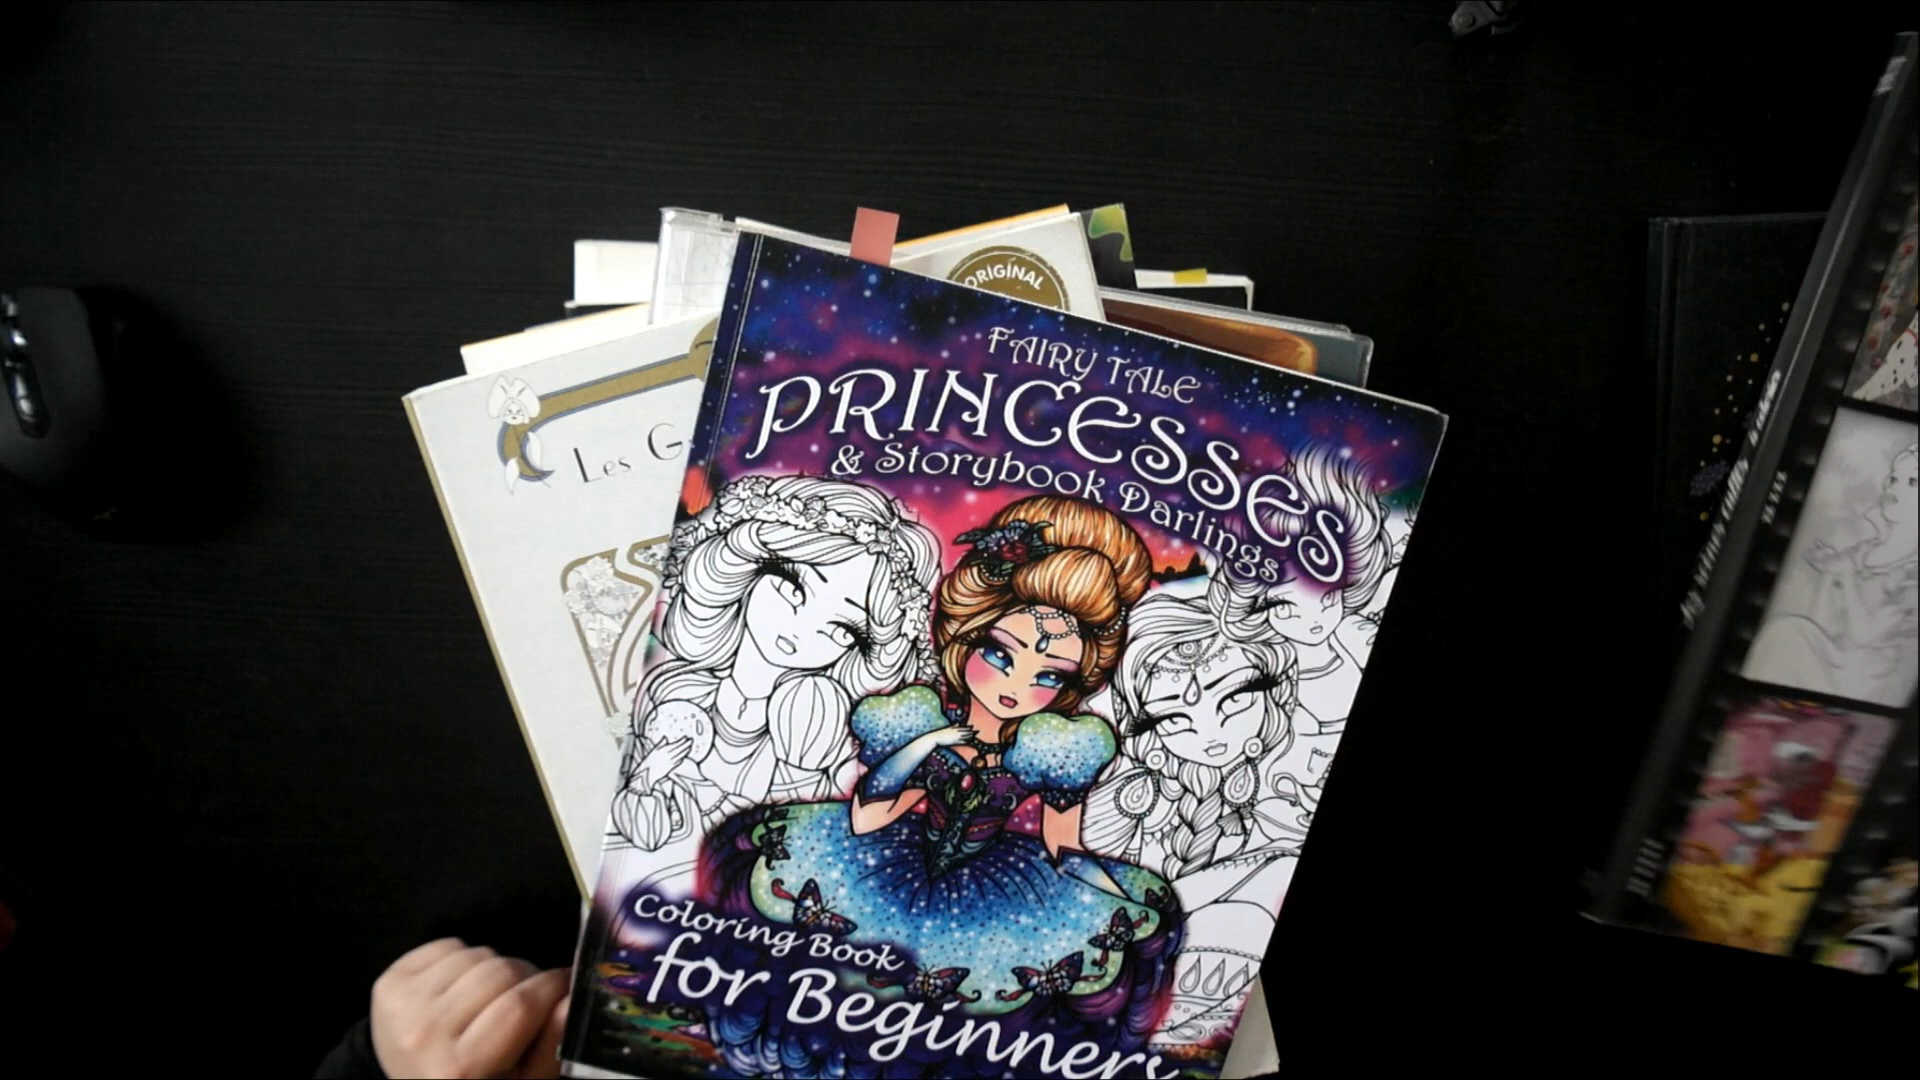 ORIGINAL
FAIRY TALE
PRINCESSES
& Storybook Darlings
Les G
Coloring Book
for Beginners